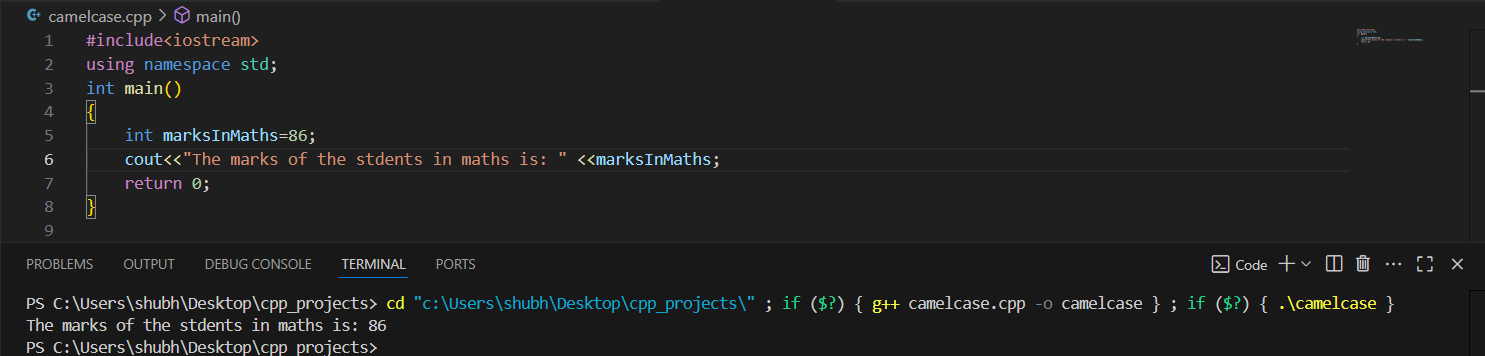 camelcase.cpp > main()
1 #include<iostream>
2 using namespace std;
3 int main()
4 {
5 int marksInMaths=86;
6 cout<<"The marks of the stdents in maths is: " <<marksInMaths;
7 return 0;
8 }
9
PROBLEMS OUTPUT DEBUG CONSOLE TERMINAL PORTS Code
PS C:\Users\shubh\Desktop\cpp_projects> cd "c:\Users\shubh\Desktop\cpp_projects\" ; if ($?) { g++ camelcase.cpp -o camelcase } ; if ($?) { .\camelcase }
The marks of the stdents in maths is: 86
PS C:\Users\shubh\Desktop\cpp_projects>